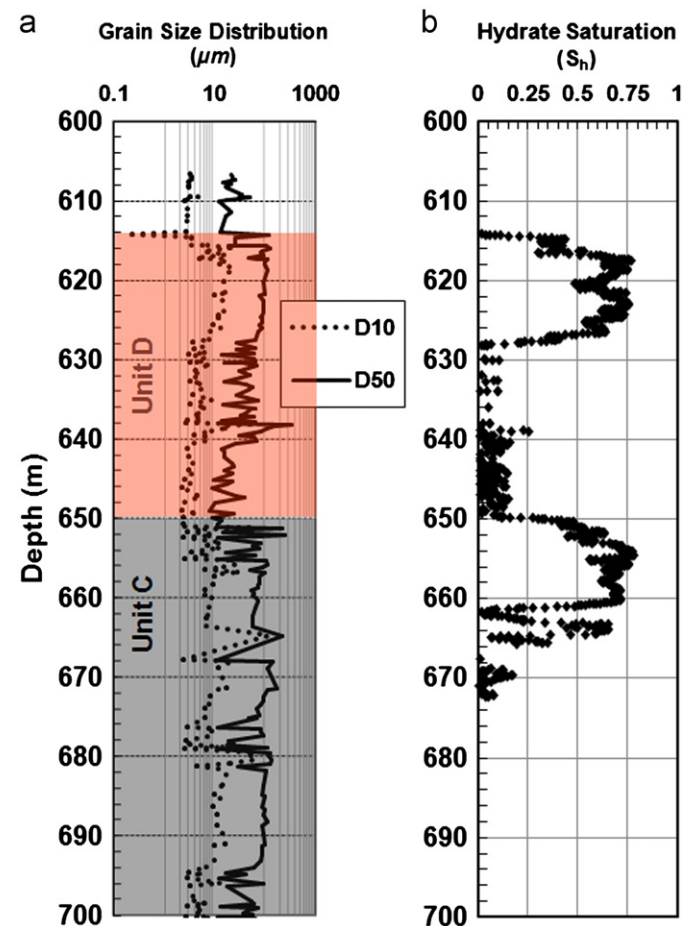 a
Grain Size Distribution
(µm)
0.1 10 1000
600
610
620
630
640
650
660
670
680
690
700
Depth (m)
Unit D
Unit C
D10
D50
b
Hydrate Saturation
(Sh)
0 0.25 0.5 0.75 1
600
610
620
630
640
650
660
670
680
690
700